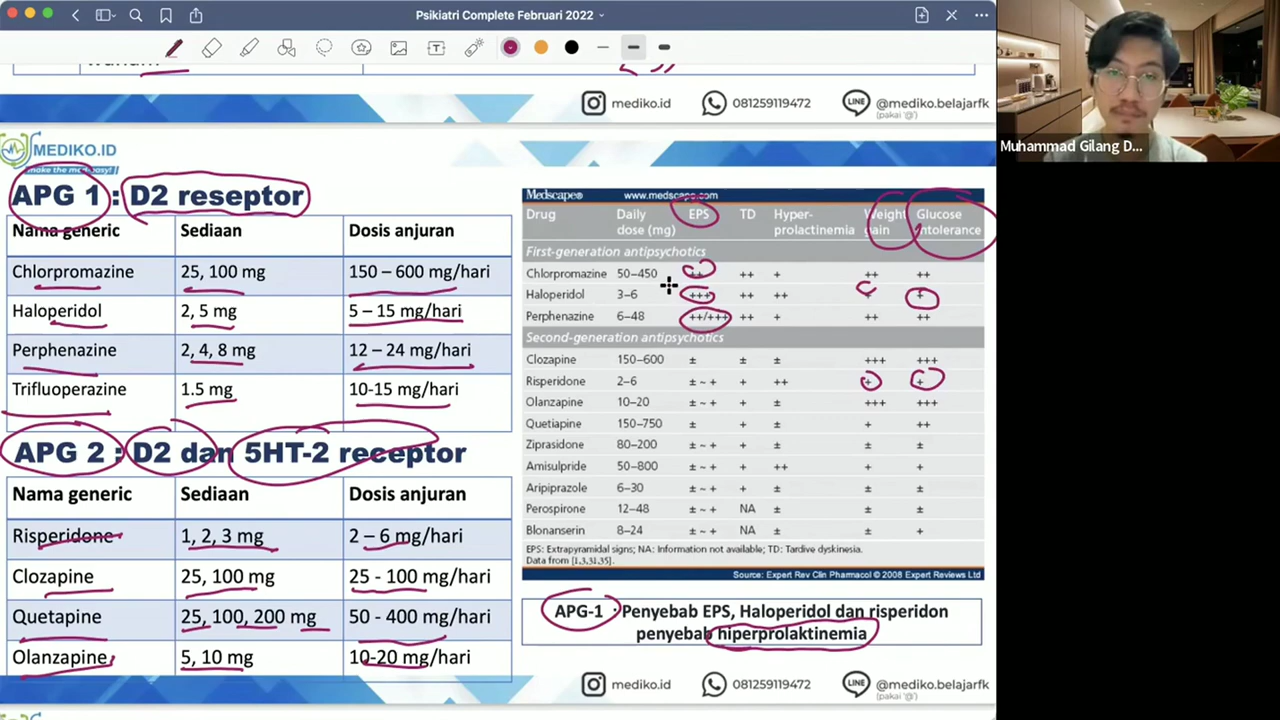 Psikiatri Complete Februari 2022
mediko.id
081259119472
@mediko.belajarfk
(pakai '@')
MEDIKO.ID
make the med-easy!
Muhammad Gilang D...
APG 1 : D2 reseptor
Nama generic Sediaan Dosis anjuran
Chlorpromazine 25, 100 mg 150 – 600 mg/hari
Haloperidol 2, 5 mg 5 – 15 mg/hari
Perphenazine 2, 4, 8 mg 12 – 24 mg/hari
Trifluoperazine 1.5 mg 10-15 mg/hari
APG 2 : D2 dan 5HT-2 receptor
Nama generic Sediaan Dosis anjuran
Risperidone 1, 2, 3 mg 2 – 6 mg/hari
Clozapine 25, 100 mg 25 - 100 mg/hari
Quetapine 25, 100, 200 mg 50 - 400 mg/hari
Olanzapine 5, 10 mg 10-20 mg/hari
Medscape® www.medscape.com
Drug Daily EPS TD Hyper- Weight Glucose
dose (mg) prolactinemia gain intolerance
First-generation antipsychotics
Chlorpromazine 50–450 ++ ++ + ++ ++
Haloperidol 3–6 +++ ++ ++ + +
Perphenazine 6–48 ++/+++ ++ + ++ ++
Second-generation antipsychotics
Clozapine 150–600 ± ± ± +++ +++
Risperidone 2–6 ± ~ + + ++ + +
Olanzapine 10–20 ± ~ + + ± +++ +++
Quetiapine 150–750 ± + ± + ++
Ziprasidone 80–200 ± ~ + + ± ± ±
Amisulpride 50–800 ± ~ + + ++ + +
Aripiprazole 6–30 ± ~ + + ± ± ±
Perospirone 12–48 ± ~ + NA ± ± ±
Blonanserin 8–24 ± ~ + NA ± ± +
EPS: Extrapyramidal signs; NA: Information not available; TD: Tardive dyskinesia.
Data from [1,3,31,35].
Source: Expert Rev Clin Pharmacol © 2008 Expert Reviews Ltd
APG-1 : Penyebab EPS, Haloperidol dan risperidon
penyebab hiperprolaktinemia
mediko.id
081259119472
@mediko.belajarfk
(pakai '@')